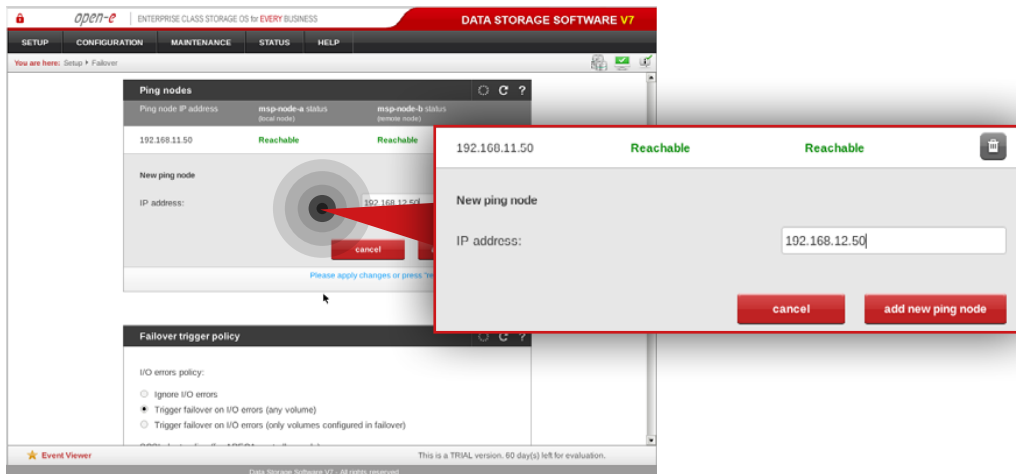 open-e ENTERPRISE CLASS STORAGE OS for EVERY BUSINESS DATA STORAGE SOFTWARE V7
SETUP CONFIGURATION MAINTENANCE STATUS HELP
You are here: Setup Failover
Ping nodes ?
Ping node IP address msp-node-a status msp-node-b status
(local node) (remote node)
192.168.11.50 Reachable Reachable
New ping node
IP address: 192.168.12.50
cancel
Please apply changes or press "re
192.168.11.50 Reachable Reachable
New ping node
IP address: 192.168.12.50
cancel add new ping node
Failover trigger policy ?
I/O errors policy:
Ignore I/O errors
Trigger failover on I/O errors (any volume)
Trigger failover on I/O errors (only volumes configured in failover)
Event Viewer This is a TRIAL version. 60 day(s) left for evaluation.
Data Storage Software V7 - All rights reserved